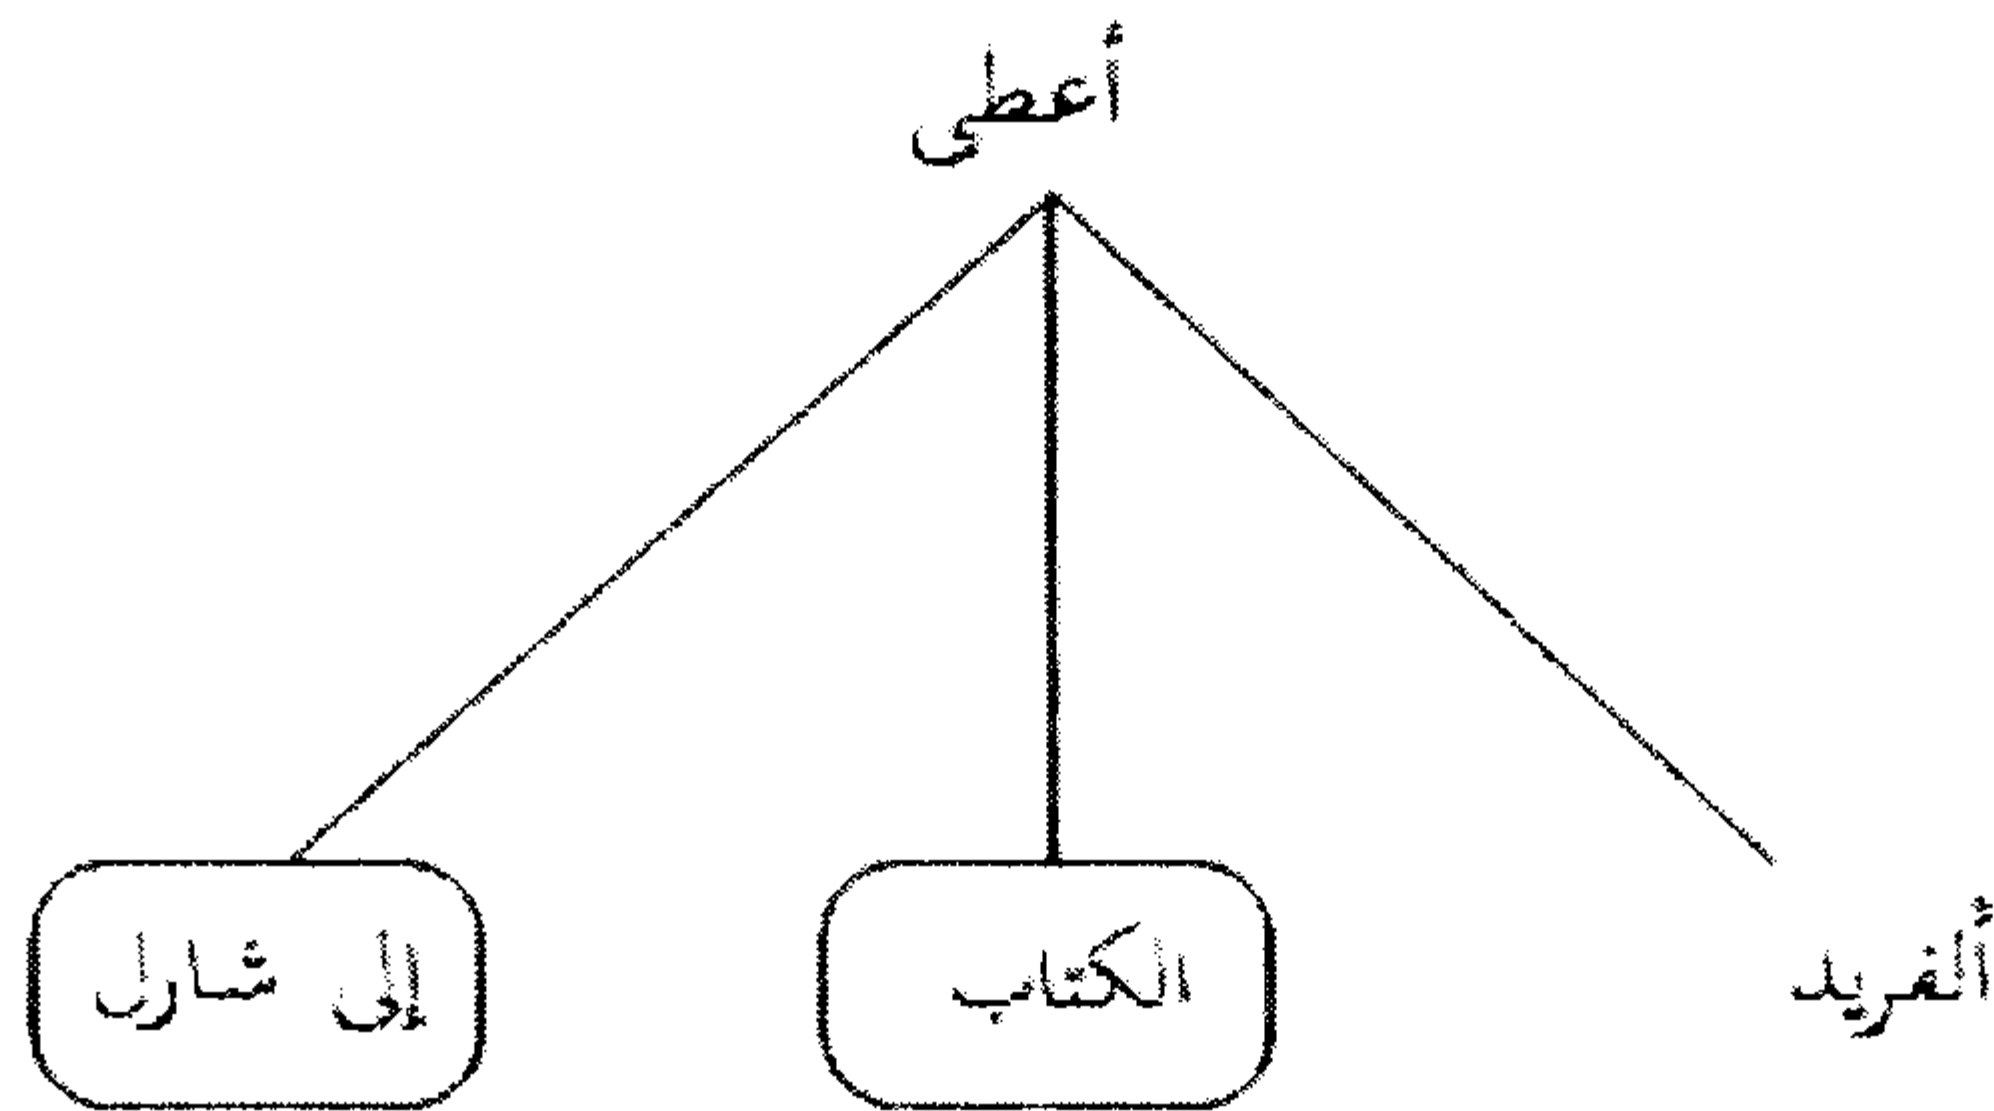 أعطى
ألفريد
الكتاب
إلى شارل